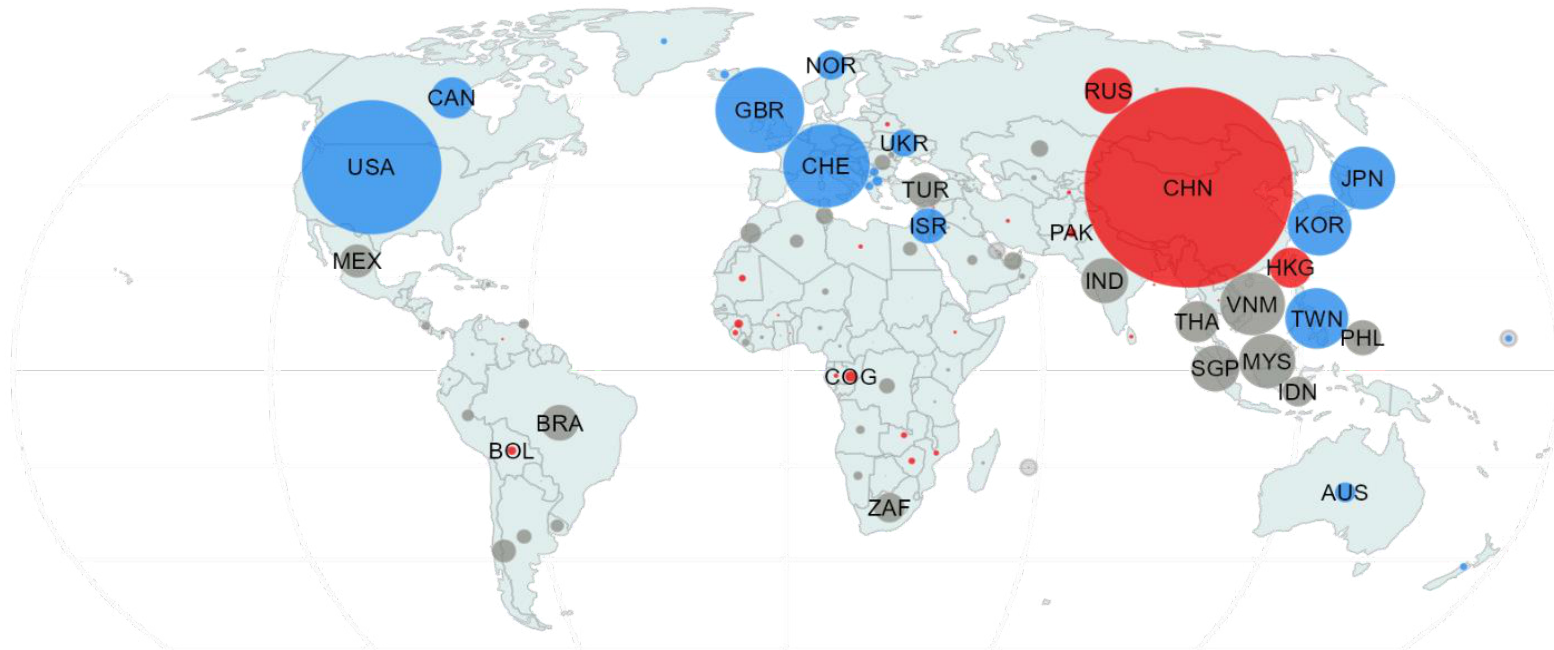 NOR
CAN
RUS
GBR
UKR
USA
CHE
JPN
CHN
TUR
ISR
KOR
PAK
MEX
HKG
IND
VNM
THA
TWN
PHL
MYS
SGP
COG
IDN
BRA
BOL
AUS
ZAF